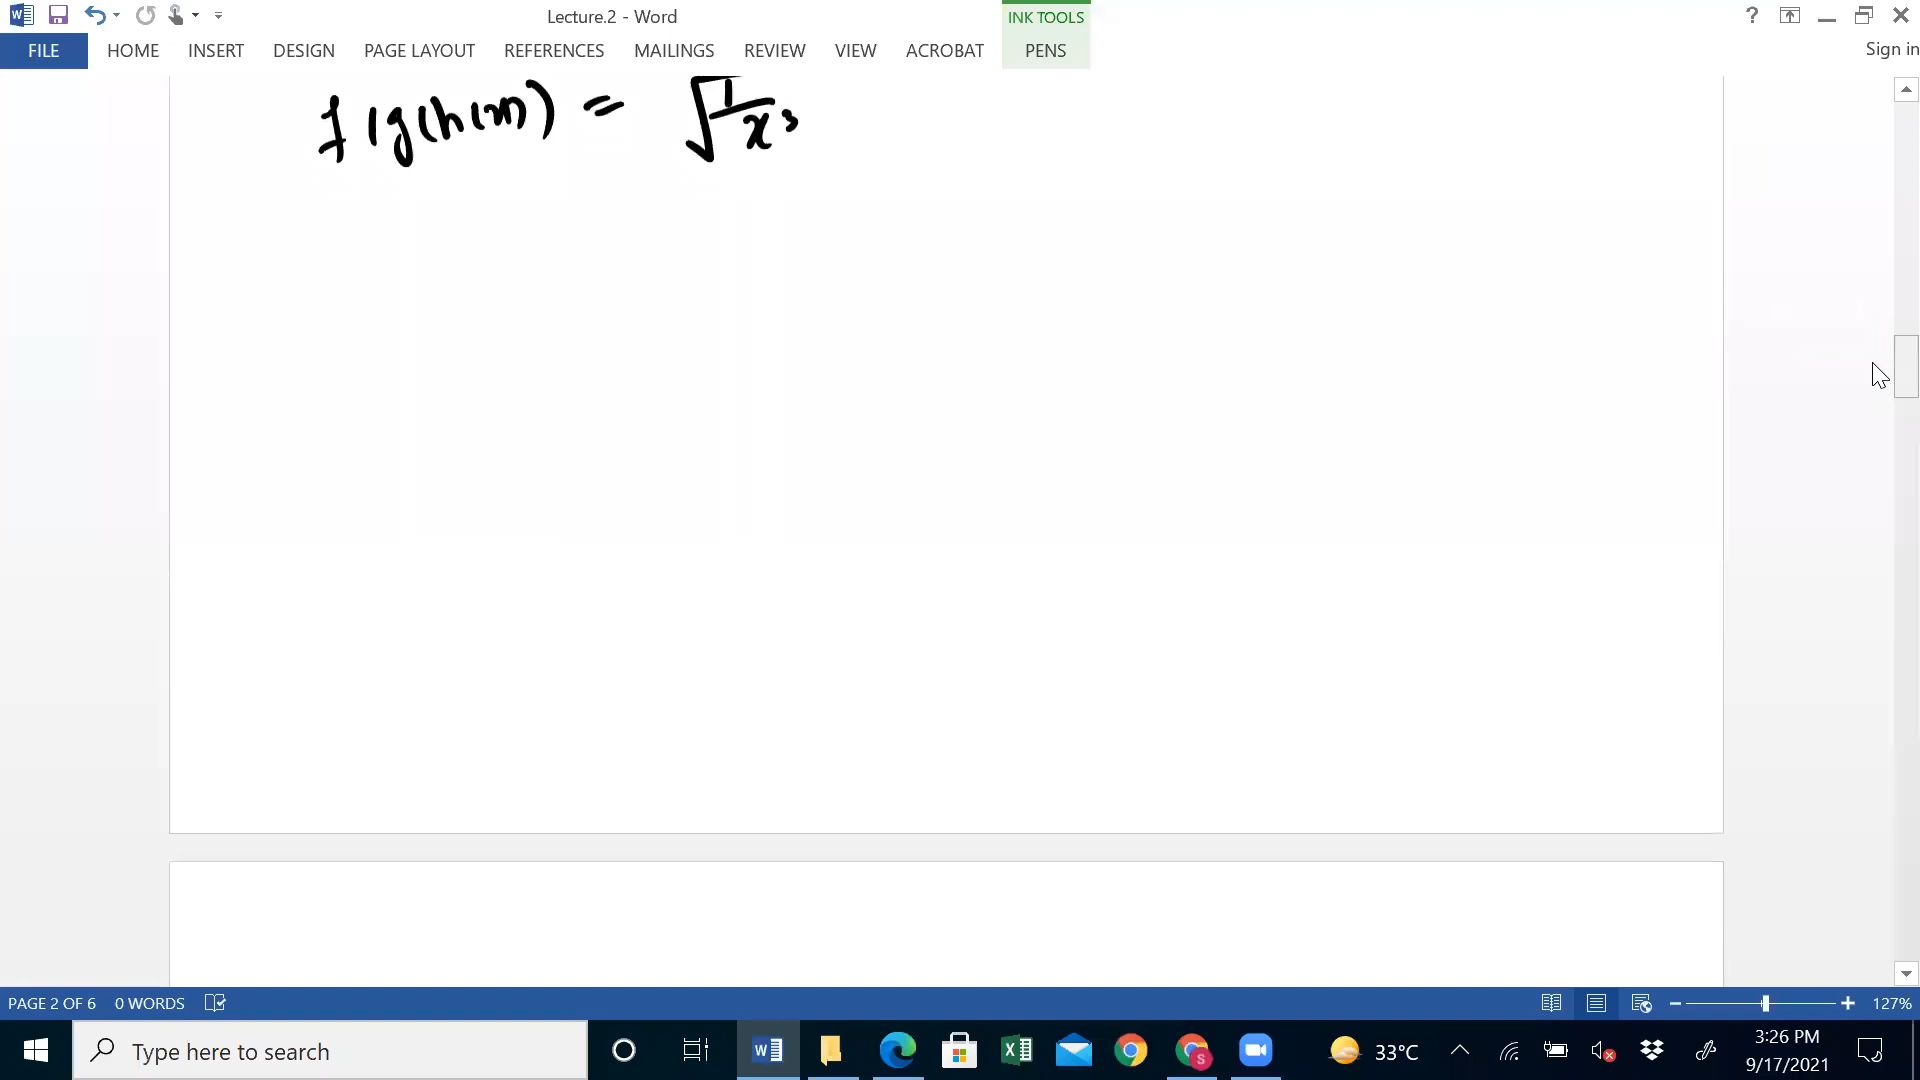 Lecture.2 - Word
INK TOOLS
?
FILE HOME INSERT DESIGN PAGE LAYOUT REFERENCES MAILINGS REVIEW VIEW ACROBAT PENS Sign in
f(g(h(x)) = √1/x³
PAGE 2 OF 6 0 WORDS 127%
Type here to search
33°C
3:26 PM
9/17/2021